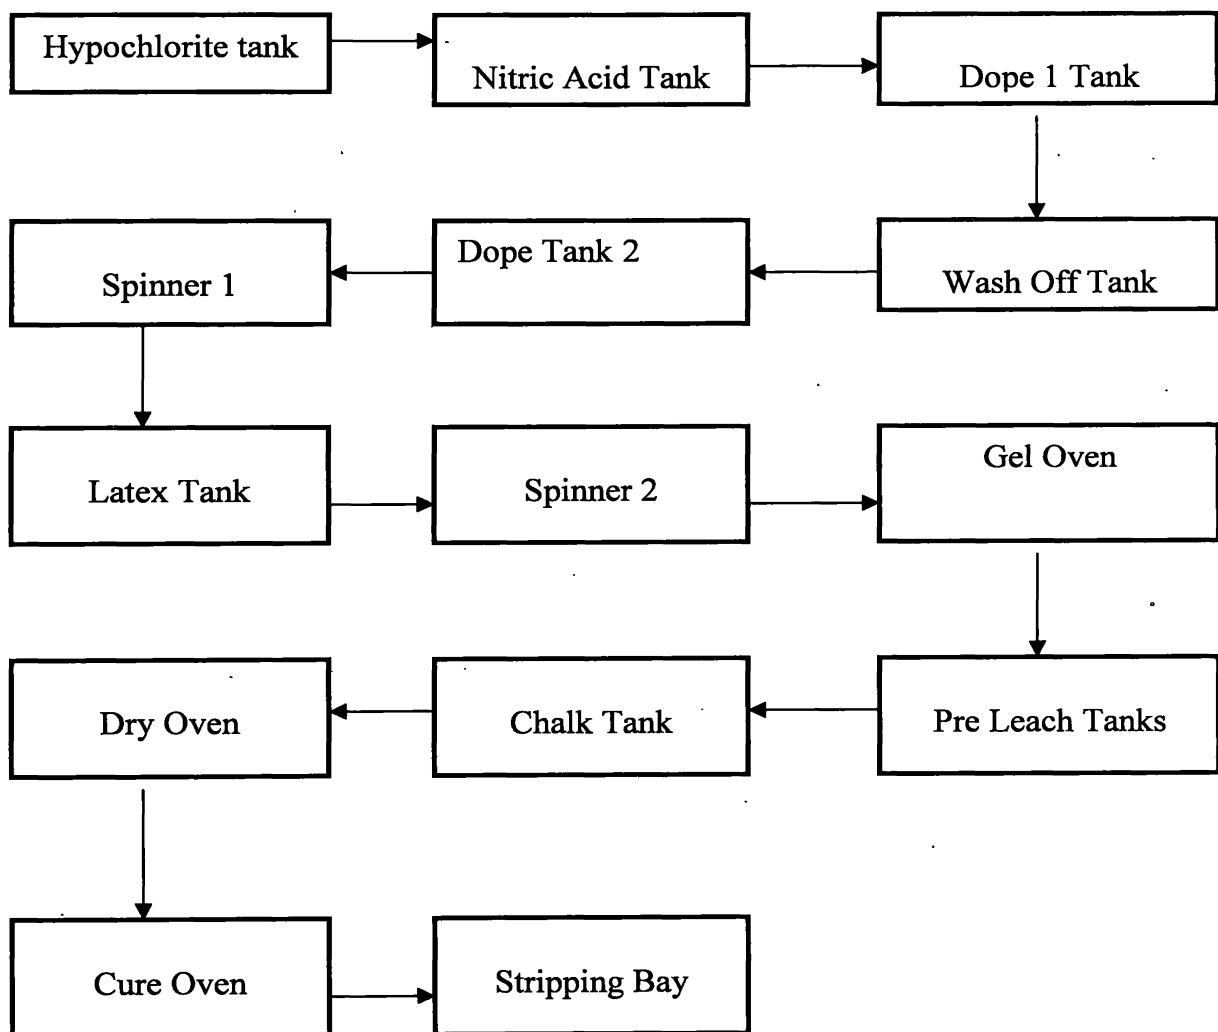 Hypochlorite tank
Nitric Acid Tank
Dope 1 Tank
Spinner 1
Dope Tank 2
Wash Off Tank
Latex Tank
Spinner 2
Gel Oven
Dry Oven
Chalk Tank
Pre Leach Tanks
Cure Oven
Stripping Bay